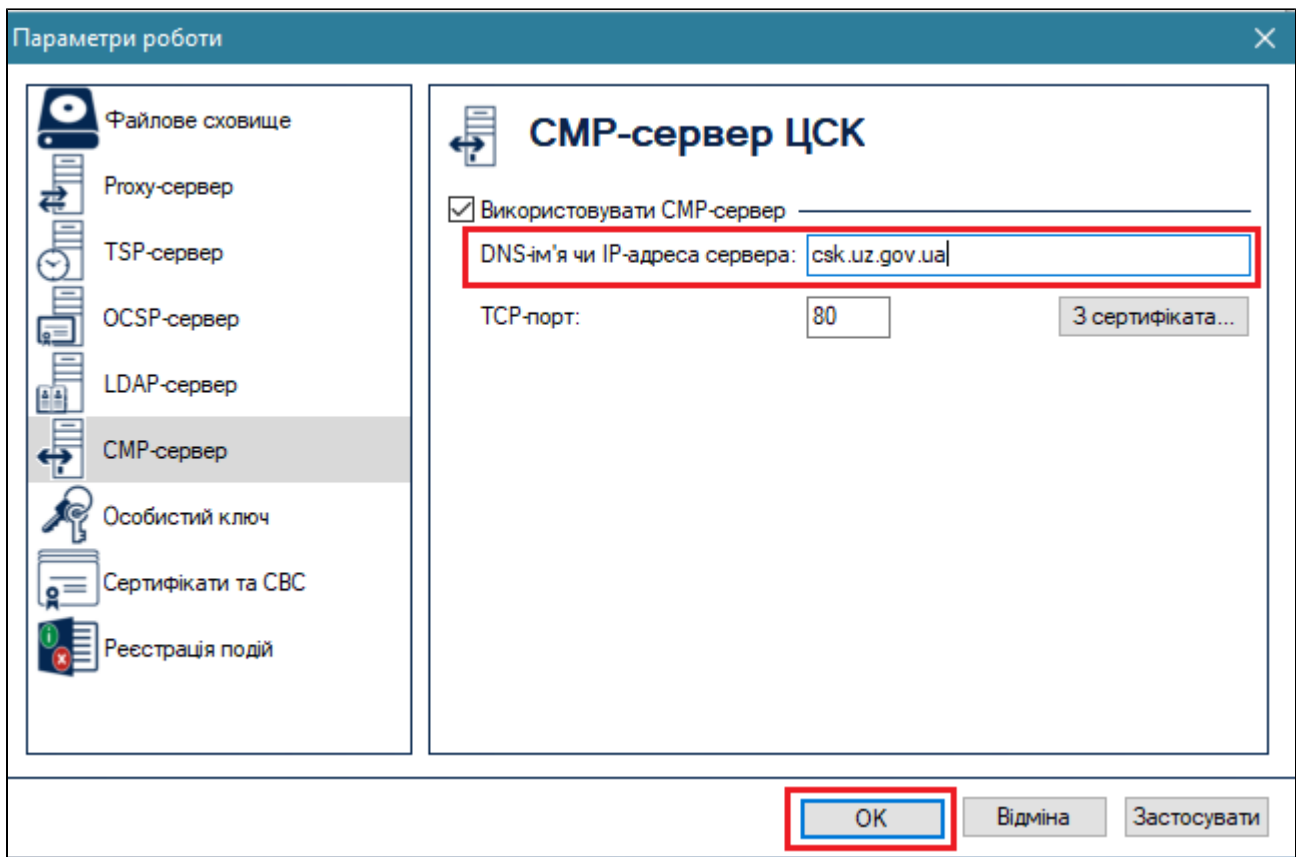 Параметри роботи
Файлове сховище
Proxy-сервер
TSP-сервер
OCSP-сервер
LDAP-сервер
CMP-сервер
Особистий ключ
Сертифікати та СВС
Реєстрація подій
CMP-сервер ЦСК
Використовувати CMP-сервер
DNS-ім'я чи IP-адреса сервера: csk.uz.gov.ua
TCP-порт: 80 З сертифіката...
OK Відміна Застосувати